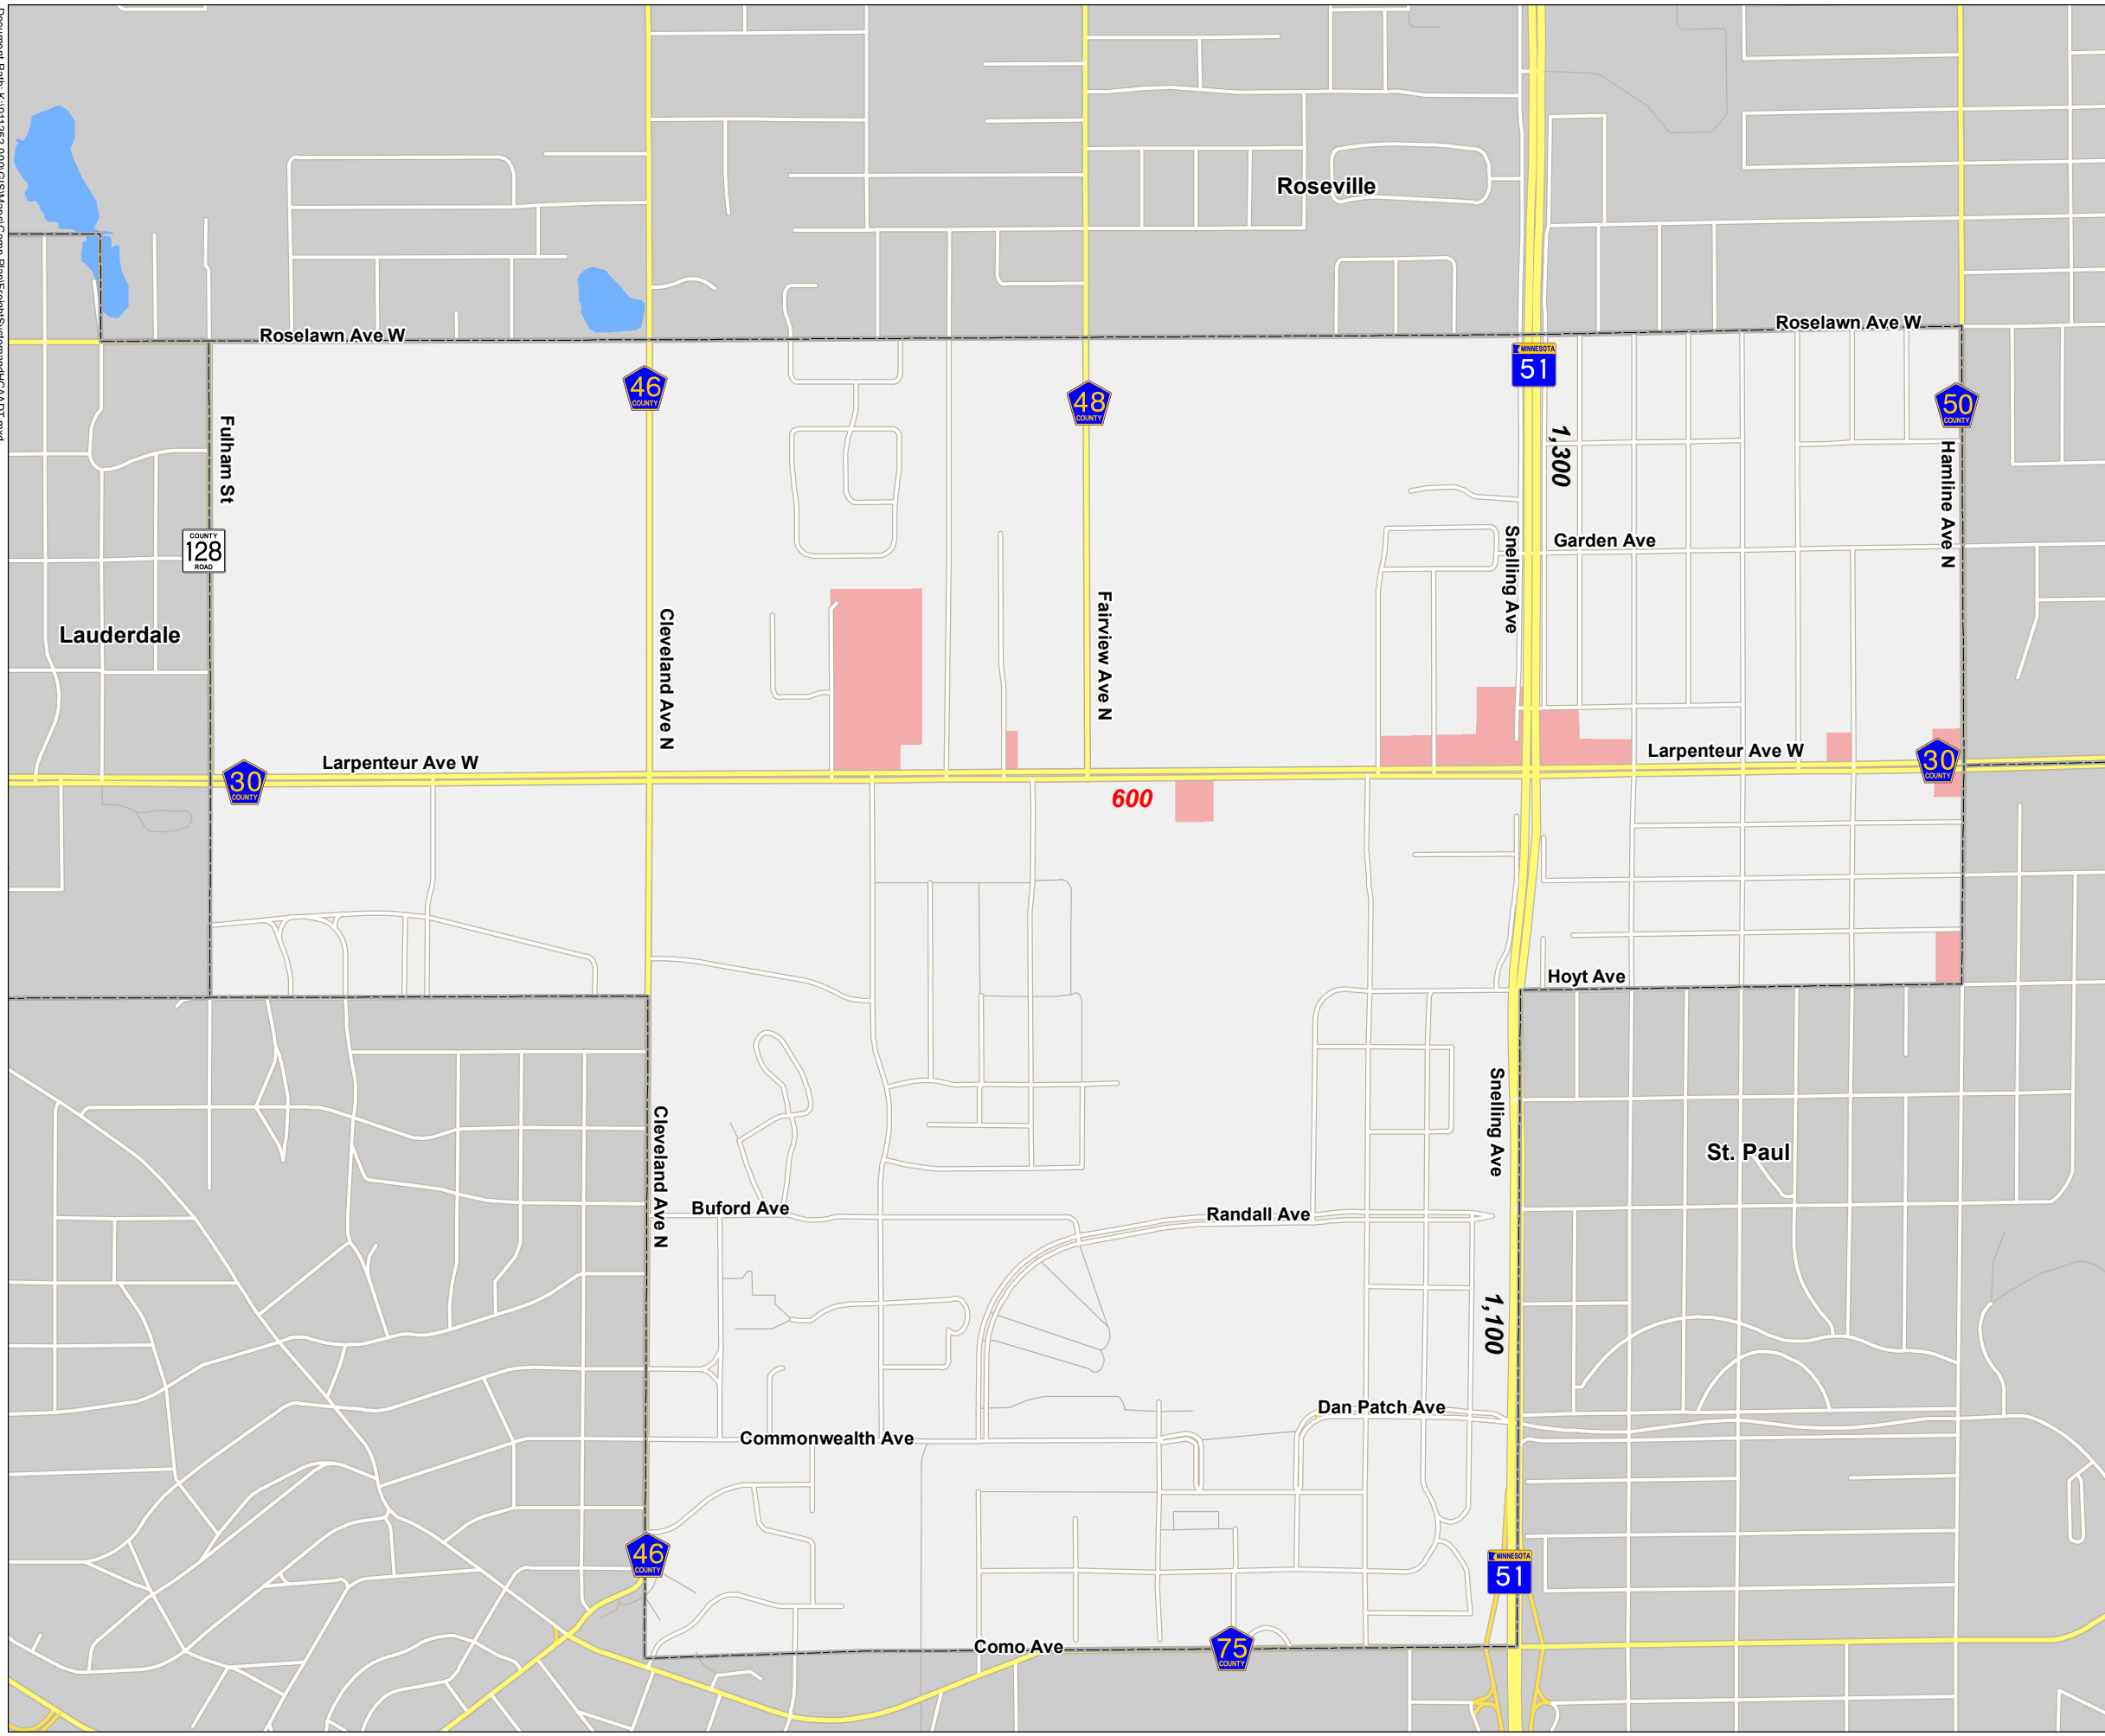 Roseville
Roselawn Ave W
Roselawn Ave W
MINNESOTA
51
46
COUNTY
48
COUNTY
50
COUNTY
Fulham St
1,300
Hamline Ave N
COUNTY
128
ROAD
Snelling Ave
Garden Ave
Lauderdale
Cleveland Ave N
Fairview Ave N
Larpenteur Ave W
Larpenteur Ave W
30
COUNTY
30
COUNTY
600
Hoyt Ave
Snelling Ave
St. Paul
Cleveland Ave N
Buford Ave
Randall Ave
1,100
Dan Patch Ave
Commonwealth Ave
46
COUNTY
MINNESOTA
51
Como Ave
75
COUNTY